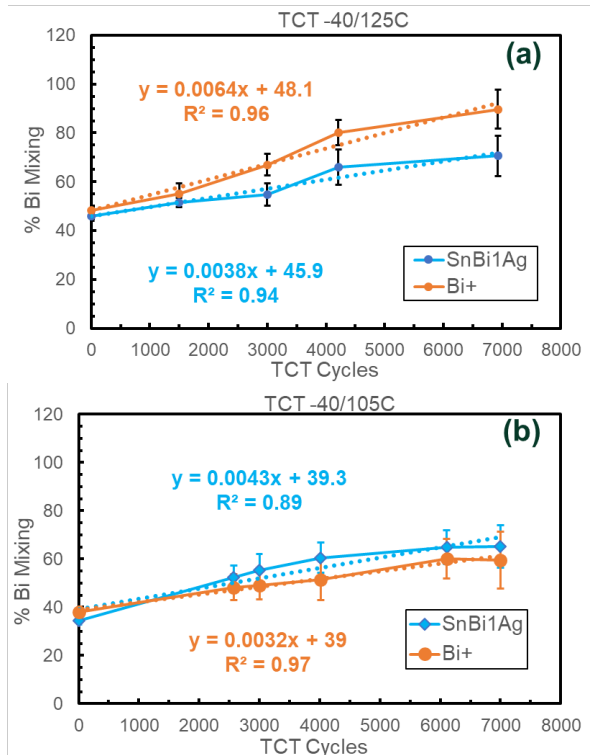 TCT -40/125C
(a)
120
100
80
60
40
20
0
% Bi Mixing
y = 0.0064x + 48.1
R² = 0.96
y = 0.0038x + 45.9
R² = 0.94
SnBi1Ag
Bi+
0 1000 2000 3000 4000 5000 6000 7000 8000
TCT Cycles
TCT -40/105C
(b)
120
100
80
60
40
20
0
% Bi Mixing
y = 0.0043x + 39.3
R² = 0.89
y = 0.0032x + 39
R² = 0.97
SnBi1Ag
Bi+
0 1000 2000 3000 4000 5000 6000 7000 8000
TCT Cycles